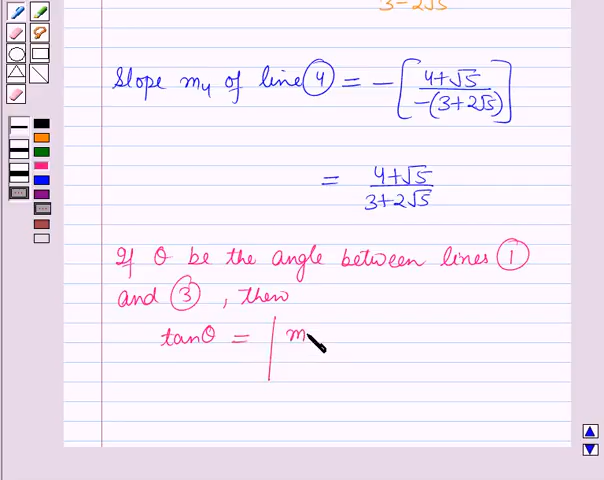 3-2√5
Slope m4 of line (4) = - [ 4+√5 / -(3+2√5) ]
= 4+√5 / 3+2√5
If θ be the angle between lines (1)
and (3), then
tanθ = | m